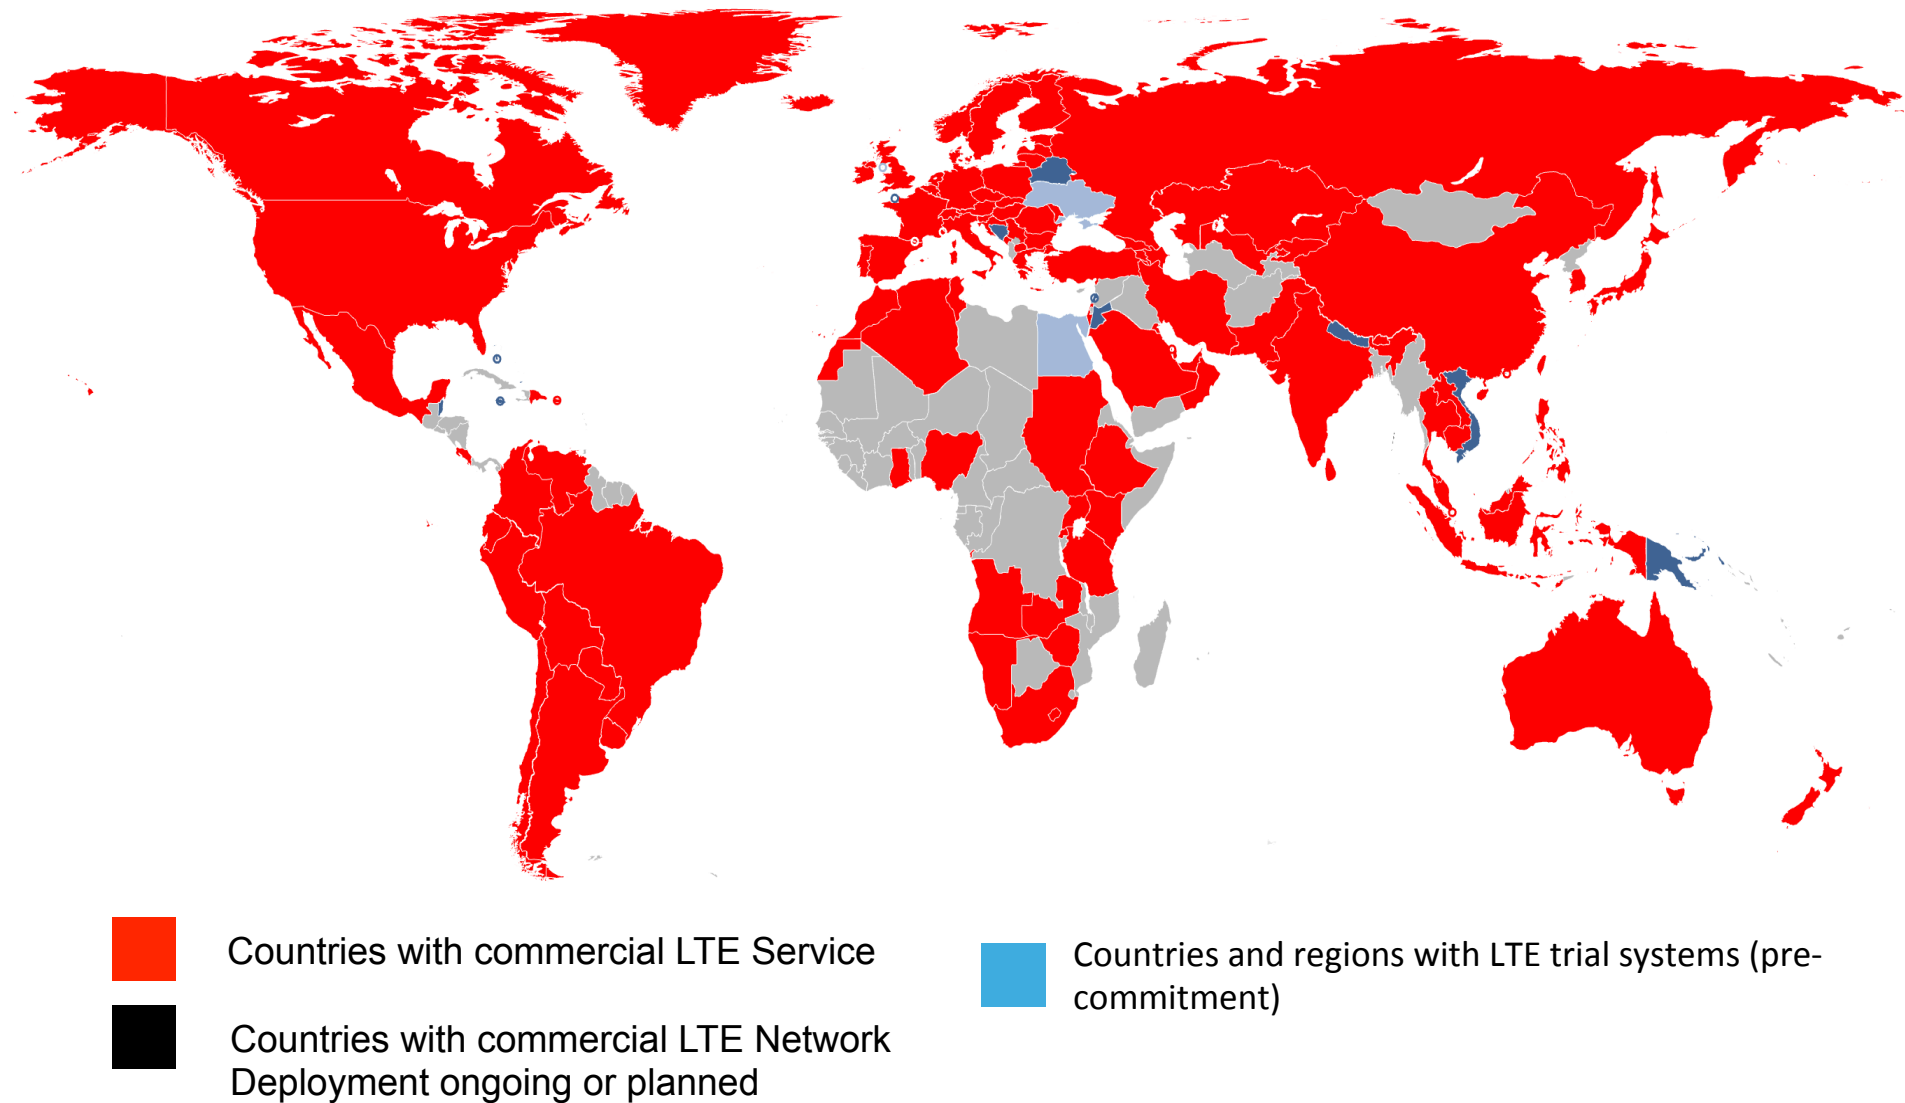 Countries with commercial LTE Service
Countries with commercial LTE Network
Deployment ongoing or planned
Countries and regions with LTE trial systems (pre-
commitment)